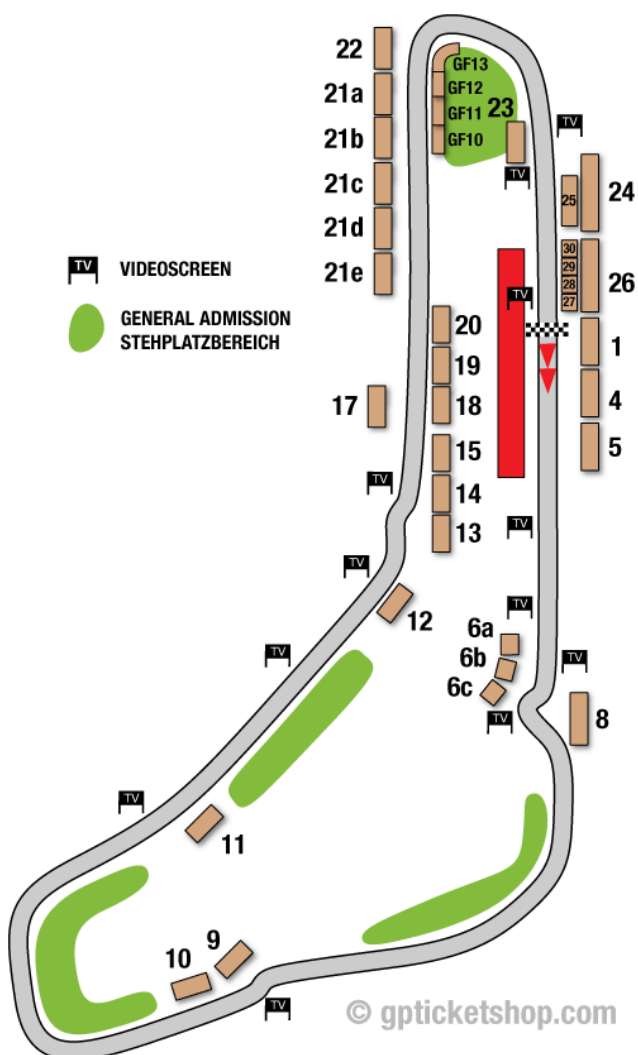 22
21a
21b
21c
21d
21e
GF13
GF12
GF11
GF10
23
TV
TV
24
25
30
29
28
27
26
TV
TV VIDEOSCREEN
GENERAL ADMISSION
STEHPLATZBEREICH
20
19
18
17
15
14
13
1
4
5
TV
TV
TV
12
TV
6a
6b
6c
TV
TV
TV
8
TV
11
9
10
TV
© gpticketshop.com